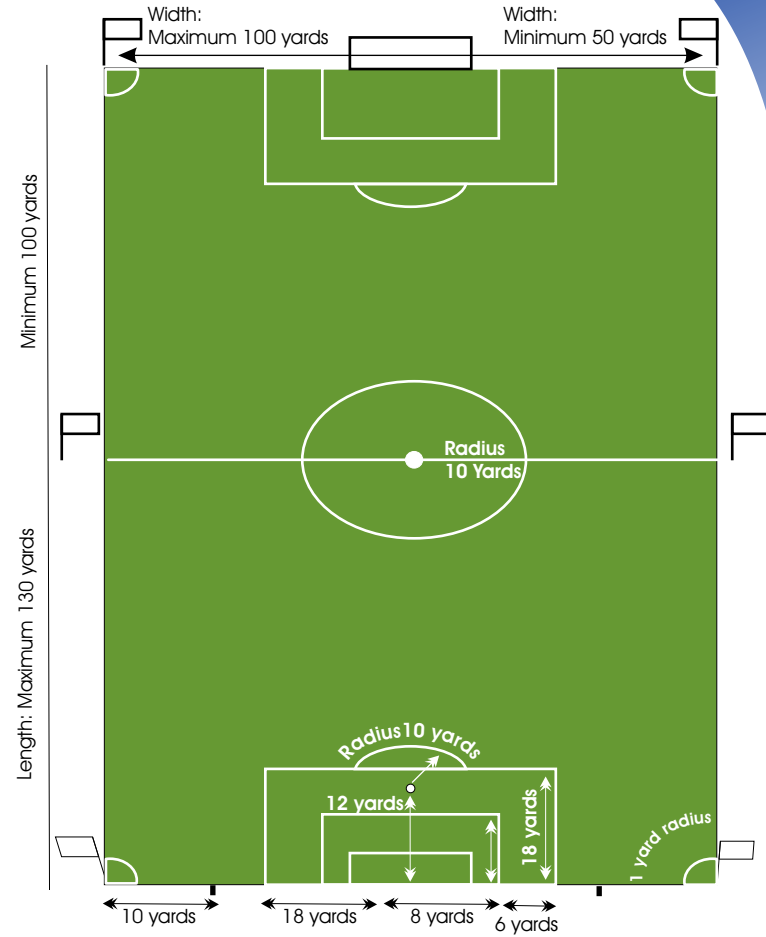 Width:
Maximum 100 yards
Width:
Minimum 50 yards
Minimum 100 yards
Radius
10 Yards
Length: Maximum 130 yards
Radius10 yards
12 yards
18 yards
1 yard radius
10 yards
18 yards
8 yards
6 yards